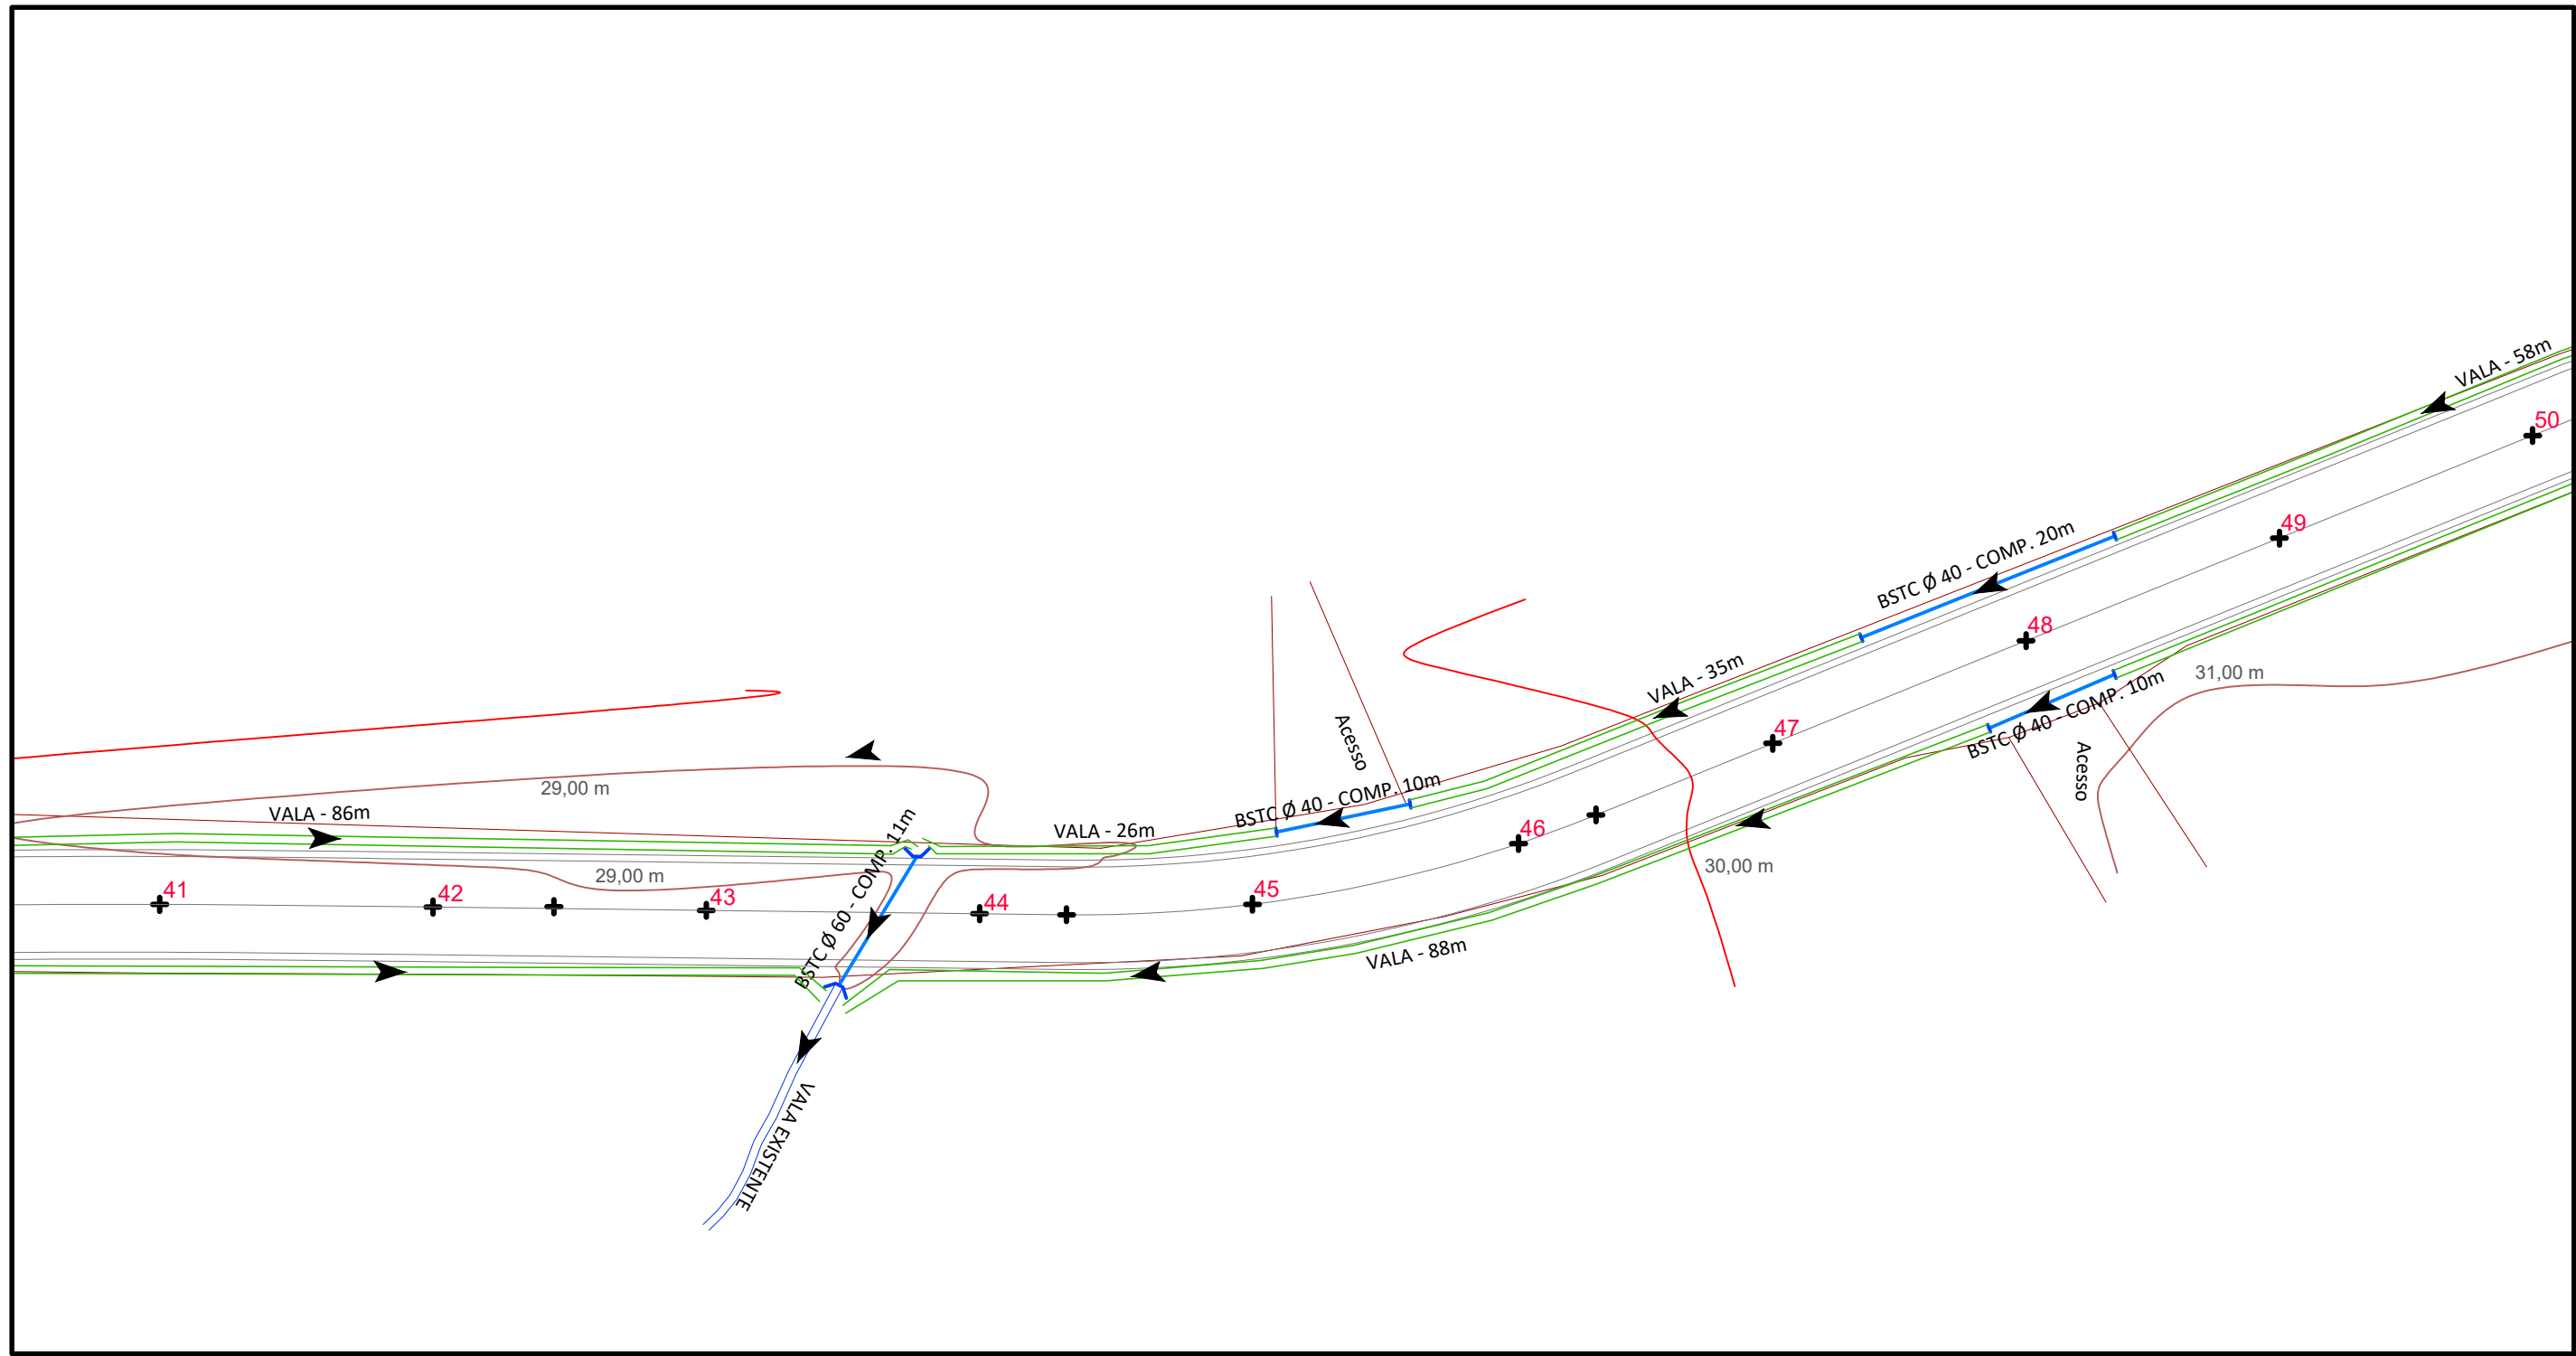 VALA - 58m
50
49
BSTC Ø 40 - COMP. 20m
48
VALA - 35m
31,00 m
BSTC Ø 40 - COMP. 10m
47
Acesso
Acesso
29,00 m
BSTC Ø 40 - COMP. 10m
VALA - 86m
VALA - 26m
46
30,00 m
29,00 m
BSTC Ø 60 - COMP. 11m
41
42
43
44
45
VALA - 88m
VALA EXISTENTE